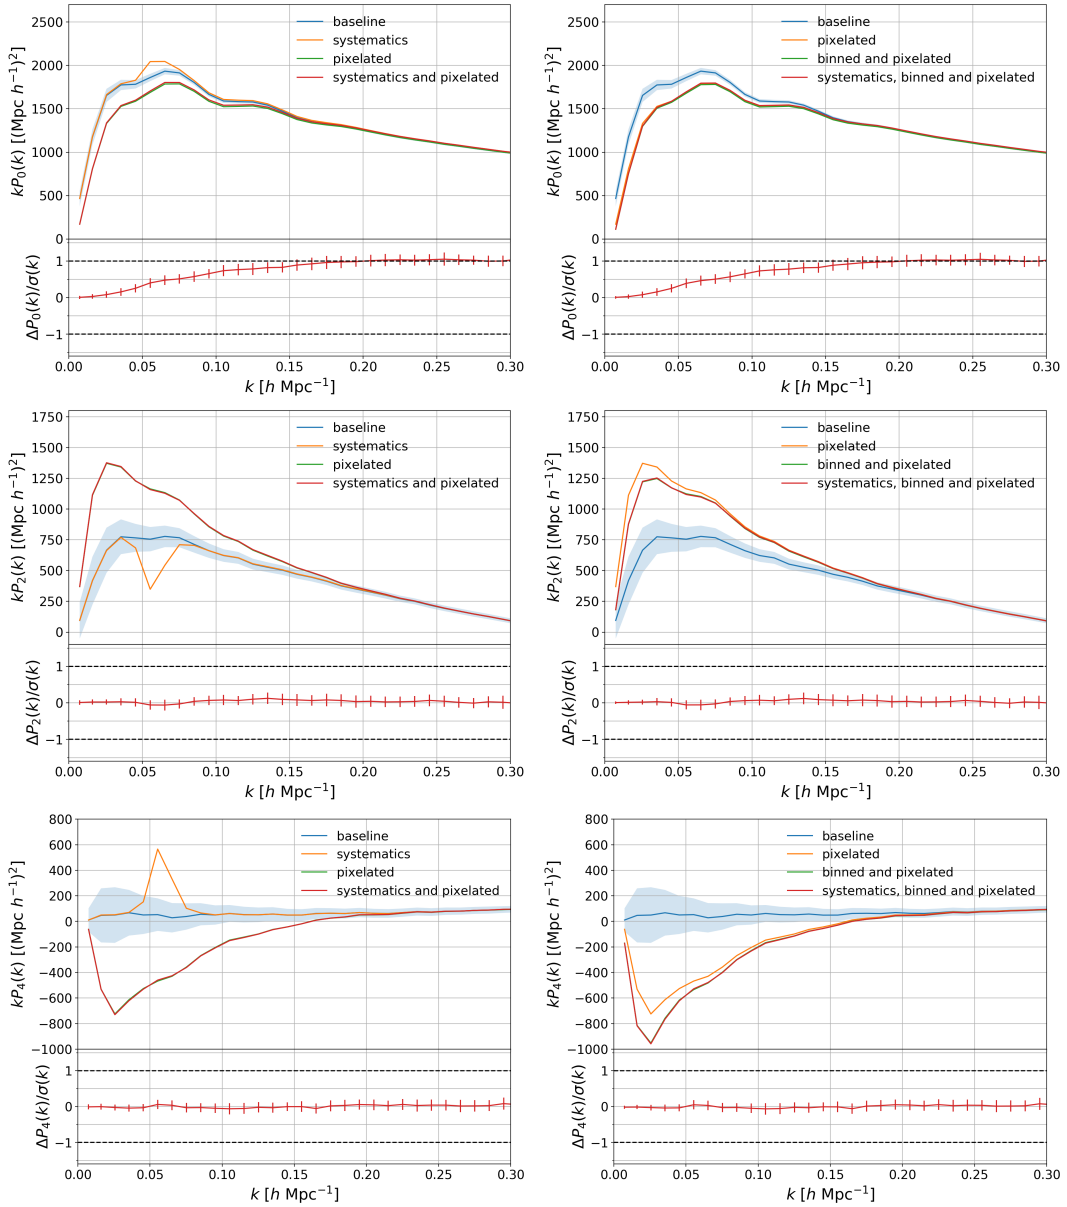 kP₀(k) [(Mpc h⁻¹)²]
2500
2000
1500
1000
500
0
baseline
systematics
pixelated
systematics and pixelated
ΔP₀(k)/σ(k)
1
0
−1
0.00 0.05 0.10 0.15 0.20 0.25 0.30
k [h Mpc⁻¹]
kP₀(k) [(Mpc h⁻¹)²]
2500
2000
1500
1000
500
0
baseline
pixelated
binned and pixelated
systematics, binned and pixelated
ΔP₀(k)/σ(k)
1
0
−1
0.00 0.05 0.10 0.15 0.20 0.25 0.30
k [h Mpc⁻¹]
kP₂(k) [(Mpc h⁻¹)²]
1750
1500
1250
1000
750
500
250
0
baseline
systematics
pixelated
systematics and pixelated
ΔP₂(k)/σ(k)
1
0
−1
0.00 0.05 0.10 0.15 0.20 0.25 0.30
k [h Mpc⁻¹]
kP₂(k) [(Mpc h⁻¹)²]
1750
1500
1250
1000
750
500
250
0
baseline
pixelated
binned and pixelated
systematics, binned and pixelated
ΔP₂(k)/σ(k)
1
0
−1
0.00 0.05 0.10 0.15 0.20 0.25 0.30
k [h Mpc⁻¹]
kP₄(k) [(Mpc h⁻¹)²]
800
600
400
200
0
−200
−400
−600
−800
−1000
baseline
systematics
pixelated
systematics and pixelated
ΔP₄(k)/σ(k)
1
0
−1
0.00 0.05 0.10 0.15 0.20 0.25 0.30
k [h Mpc⁻¹]
kP₄(k) [(Mpc h⁻¹)²]
800
600
400
200
0
−200
−400
−600
−800
−1000
baseline
pixelated
binned and pixelated
systematics, binned and pixelated
ΔP₄(k)/σ(k)
1
0
−1
0.00 0.05 0.10 0.15 0.20 0.25 0.30
k [h Mpc⁻¹]